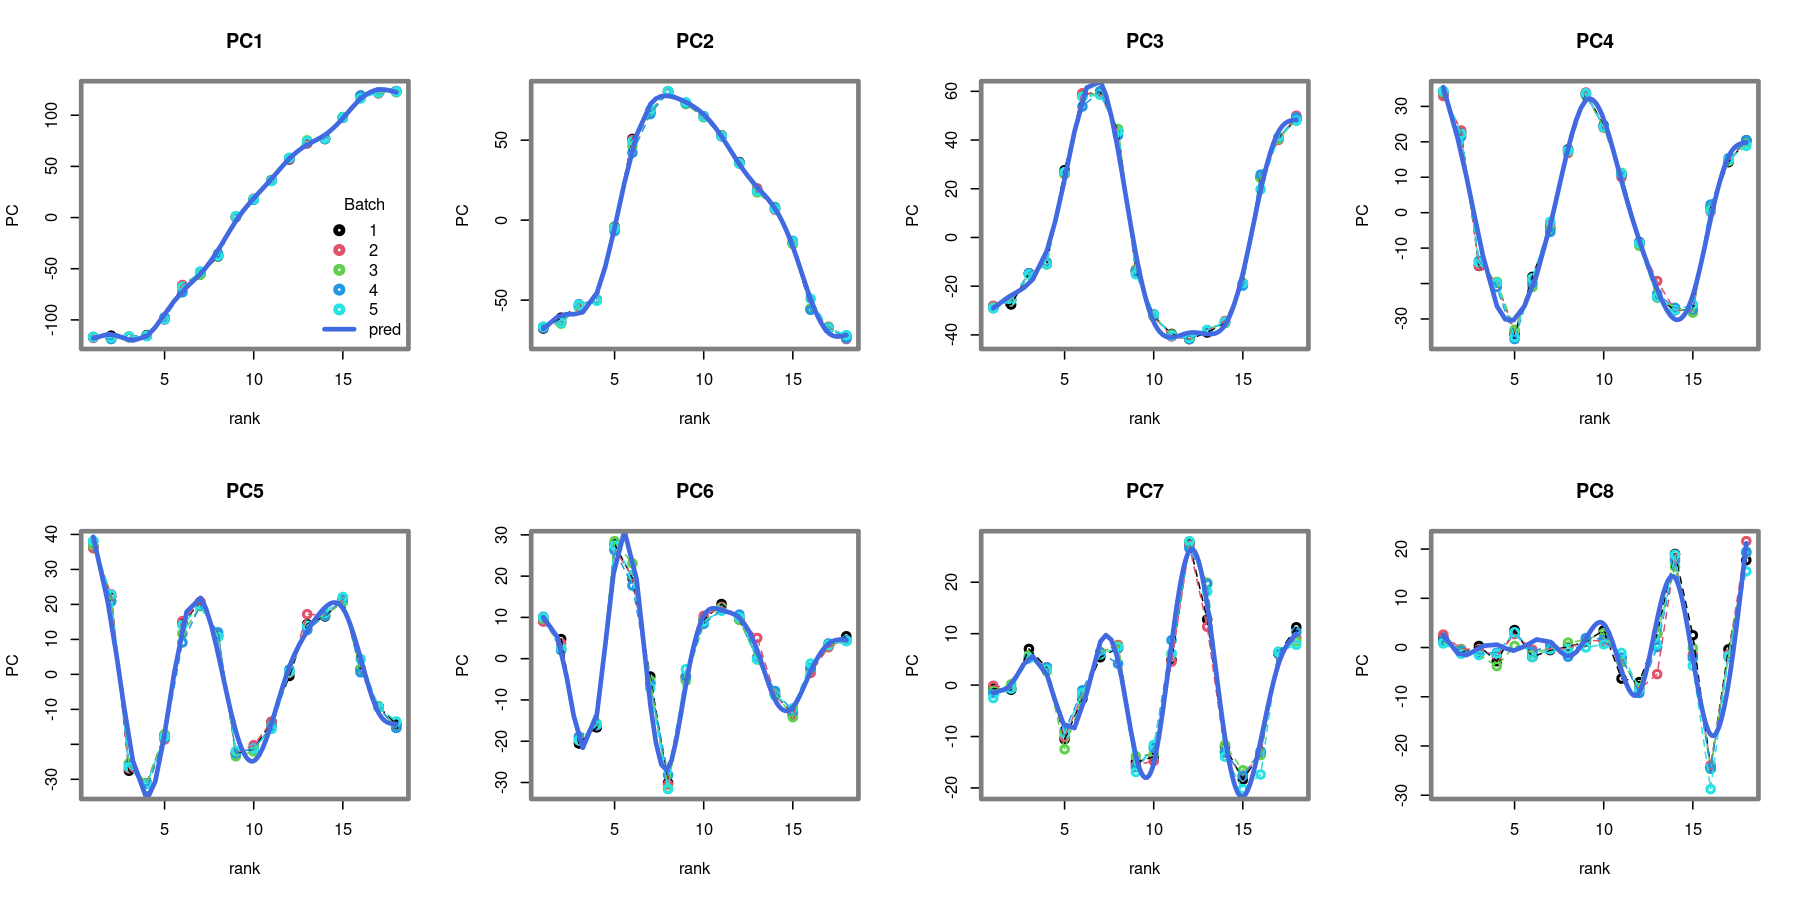 PC1
PC
-100 -50 0 50 100
5 10 15
rank
Batch
1
2
3
4
5
pred
PC2
PC
-50 0 50
5 10 15
rank
PC3
PC
-40 -20 0 20 40 60
5 10 15
rank
PC4
PC
-30 -10 0 10 20 30
5 10 15
rank
PC5
PC
-30 -10 0 10 20 30 40
5 10 15
rank
PC6
PC
-30 -20 -10 0 10 20 30
5 10 15
rank
PC7
PC
-20 -10 0 10 20
5 10 15
rank
PC8
PC
-30 -20 -10 0 10 20
5 10 15
rank